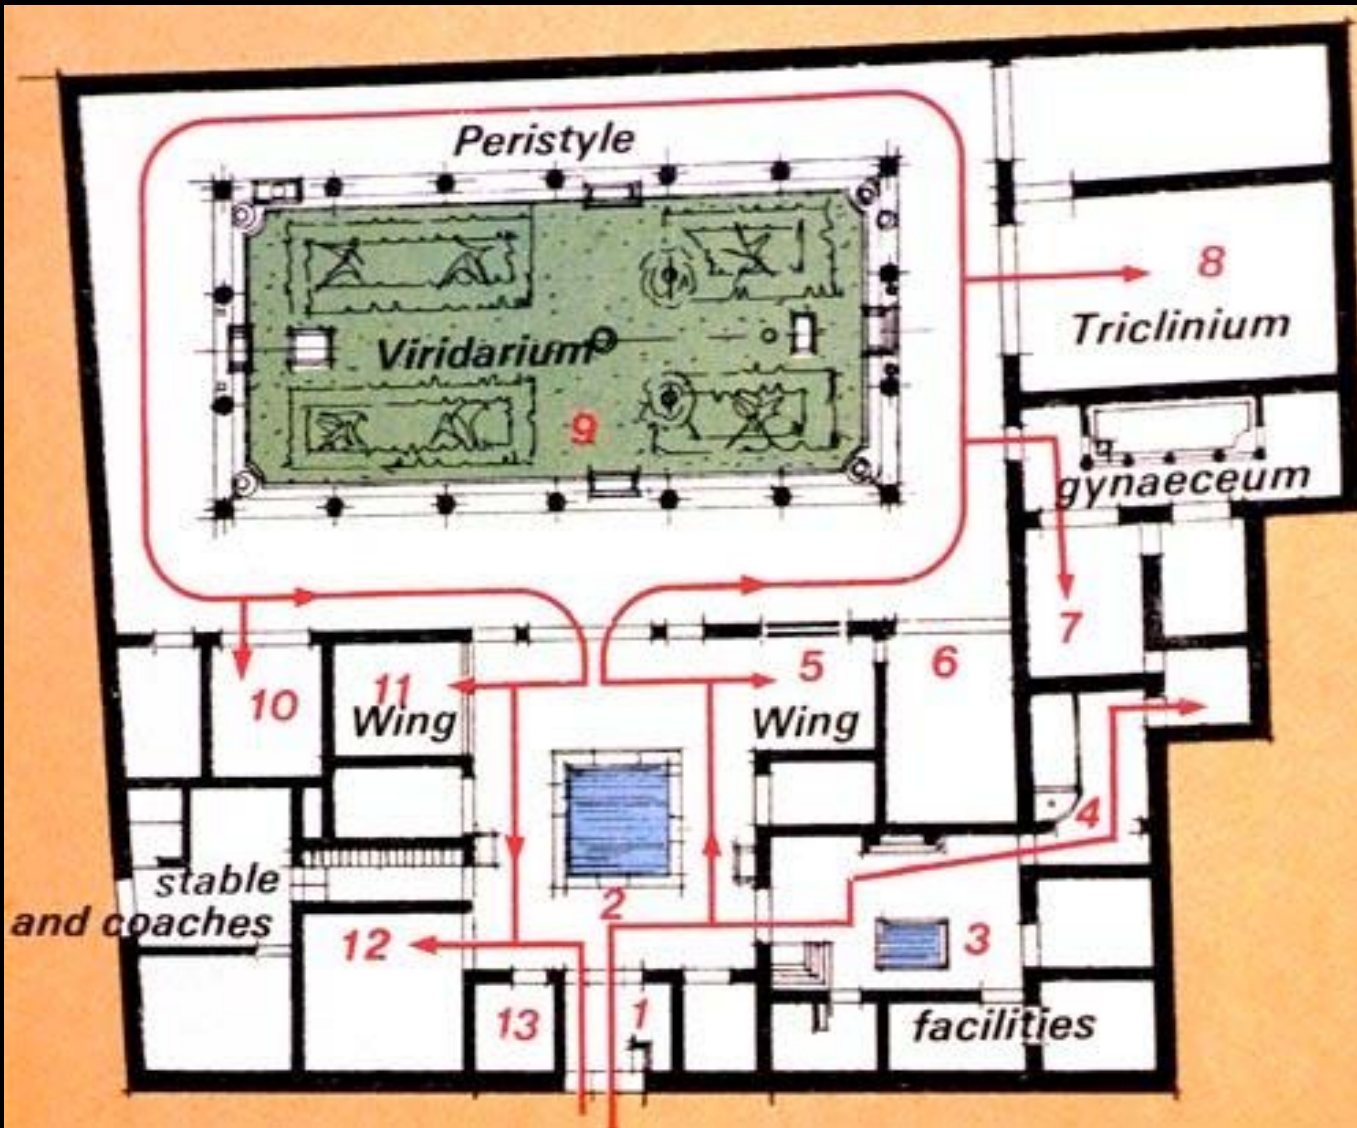 Peristyle
8
Triclinium
Viridarium
9
gynaeceum
7
10
11
Wing
5
Wing
6
4
stable
and coaches
2
12
3
13
1
facilities